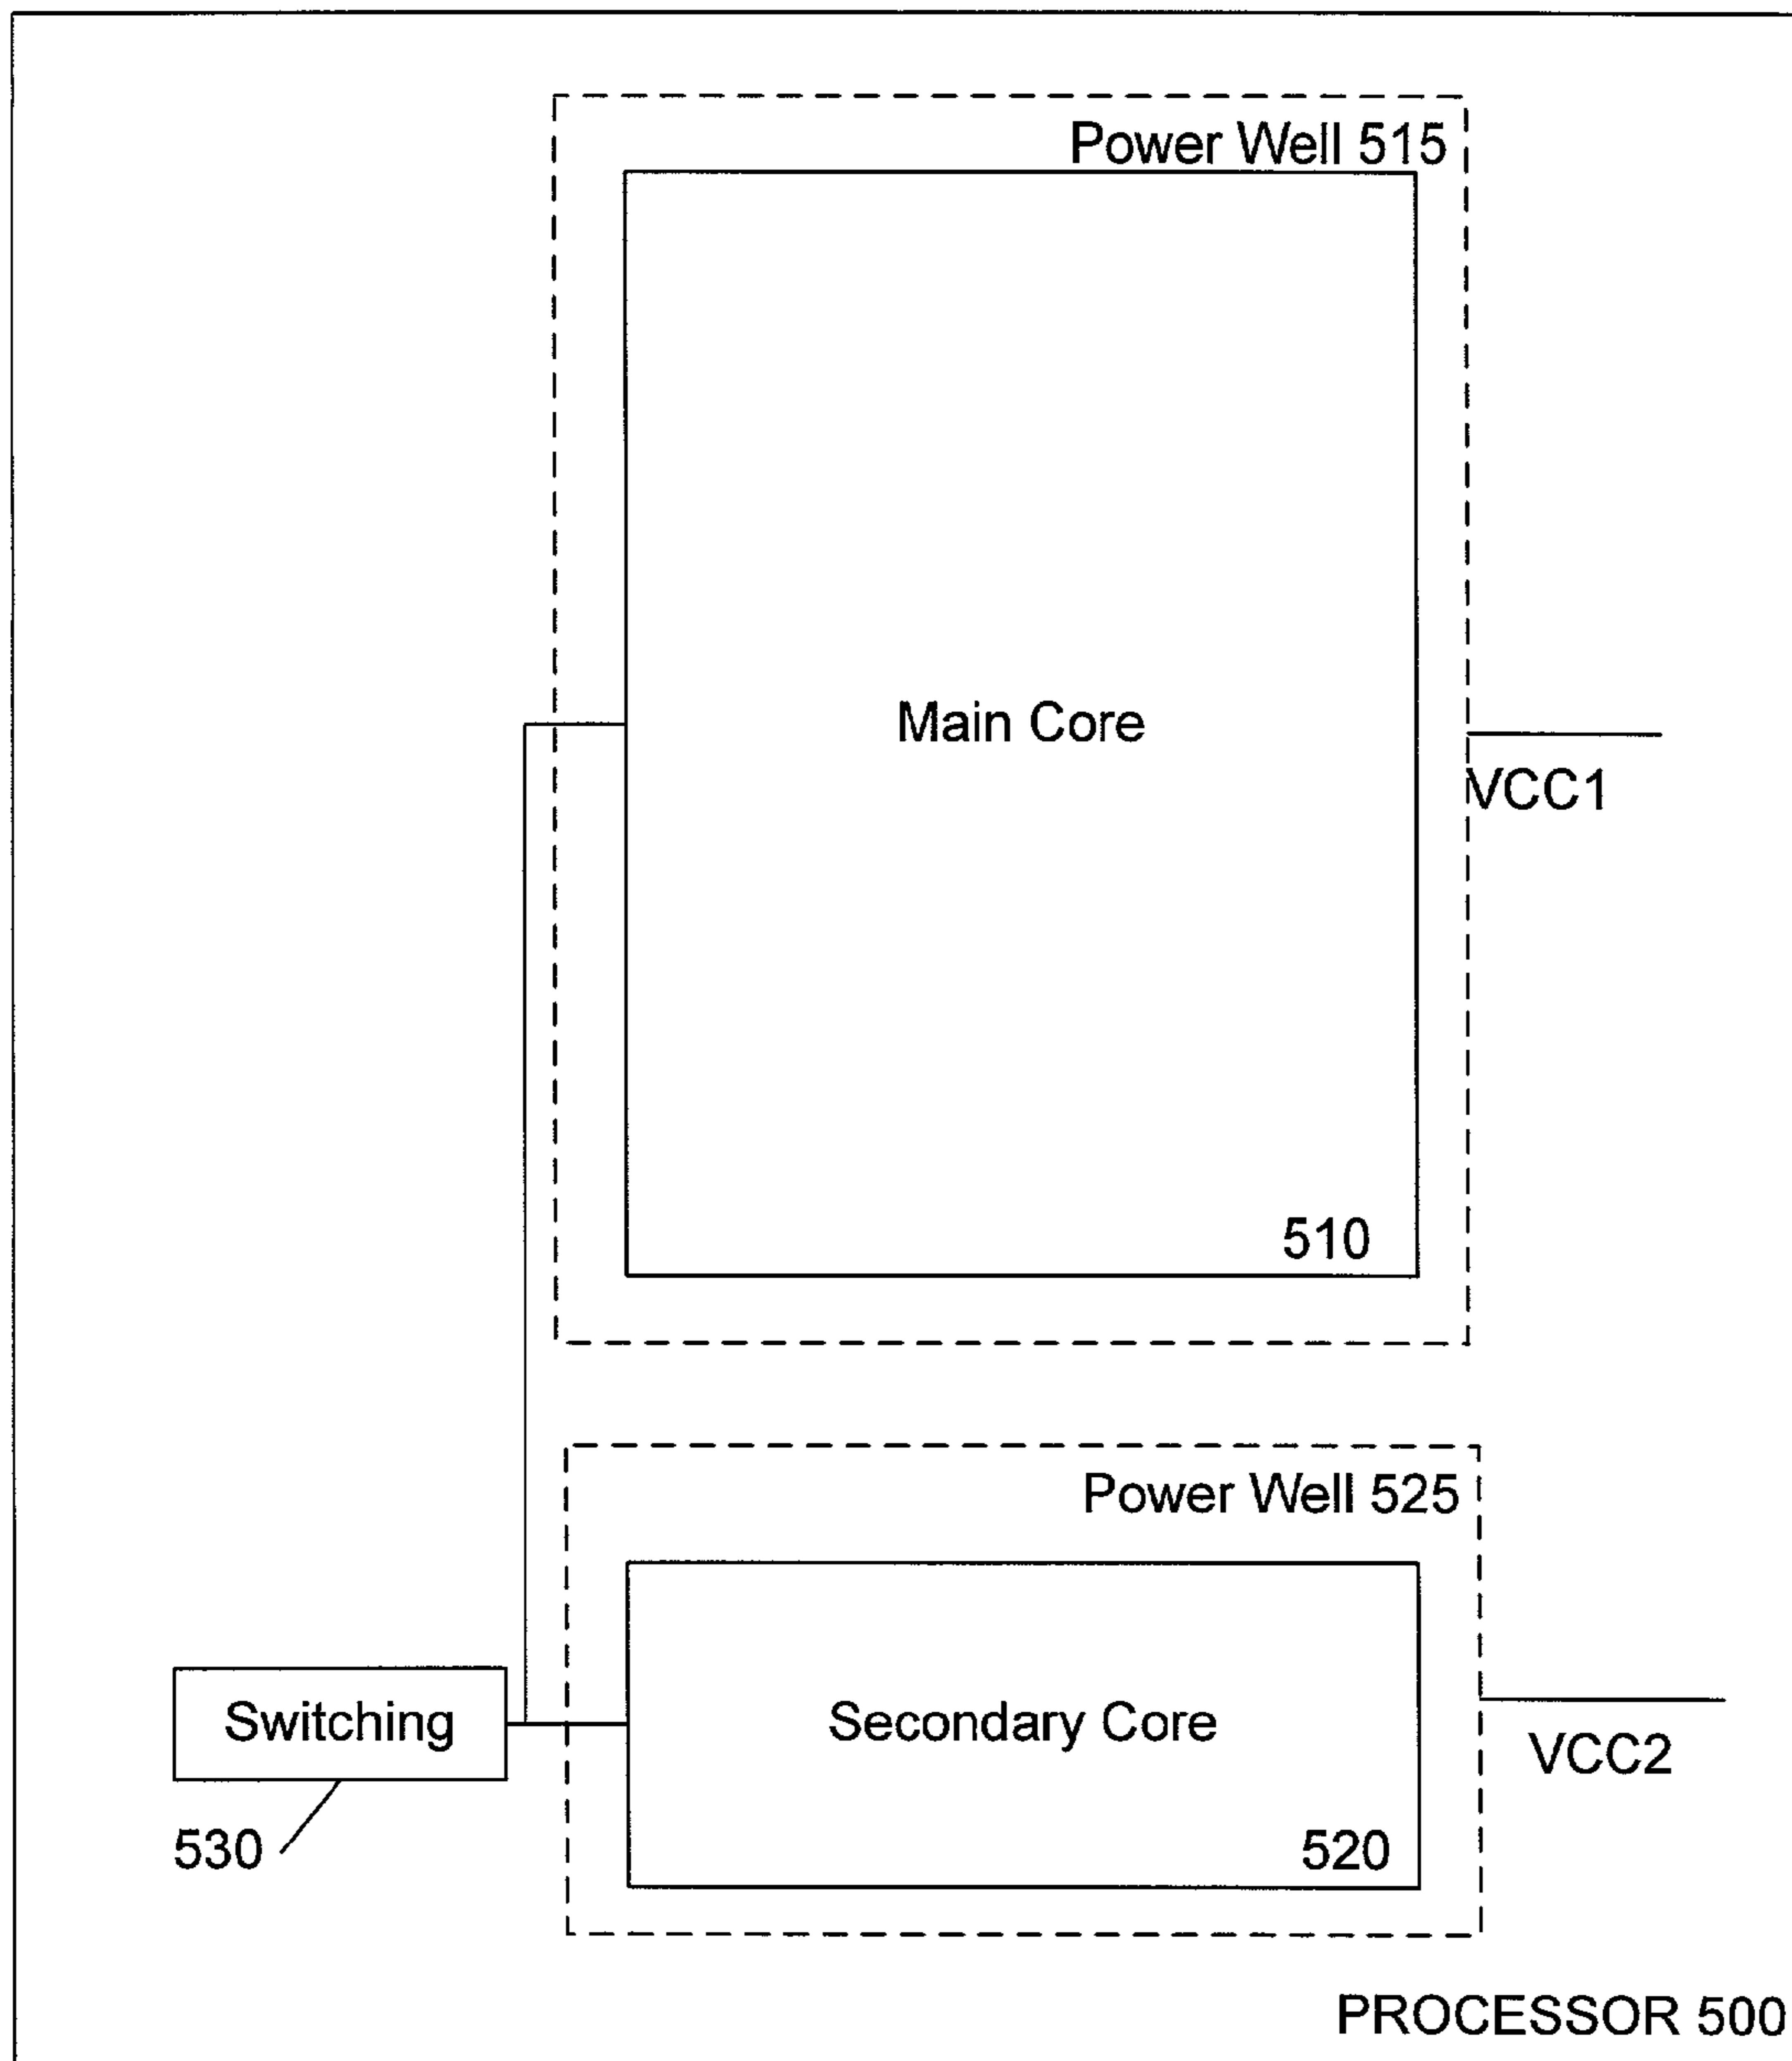 Power Well 515
Main Core
VCC1
510
Power Well 525
Switching
Secondary Core
VCC2
530
520
PROCESSOR 500